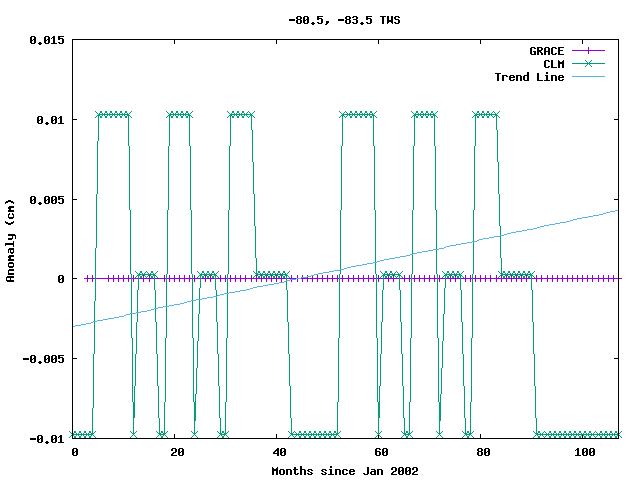 -80.5, -83.5 TWS
0.015
0.01
0.005
0
-0.005
-0.01
Anomaly (cm)
GRACE
CLM
Trend Line
0 20 40 60 80 100
Months since Jan 2002